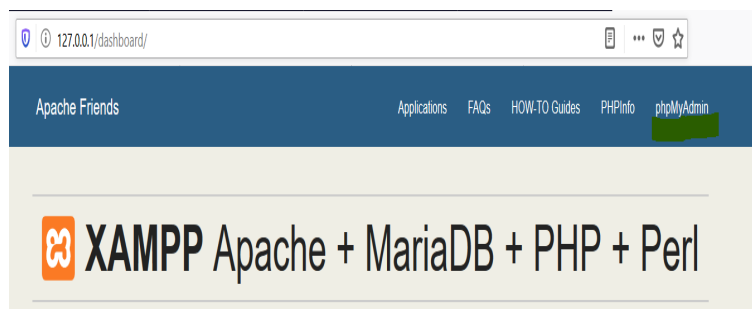 127.0.0.1/dashboard/
Apache Friends Applications FAQs HOW-TO Guides PHPInfo phpMyAdmin
XAMPP Apache + MariaDB + PHP + Perl